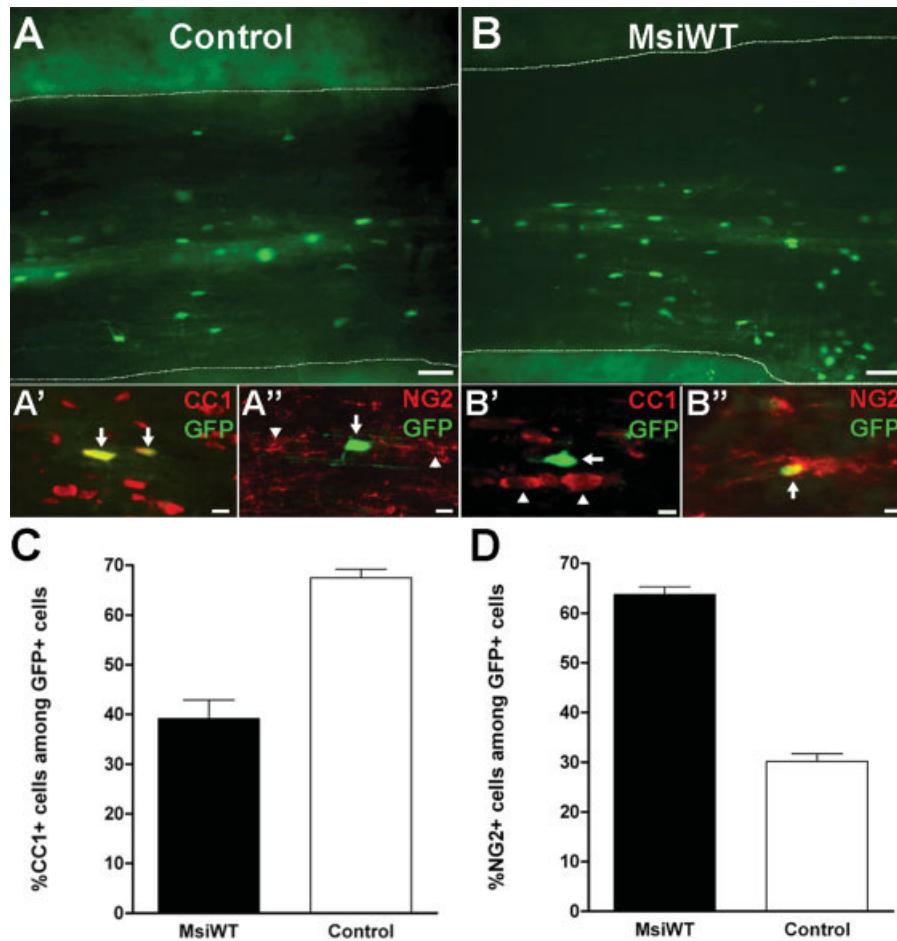 A Control
B MsiWT
A' CC1
GFP
A" NG2
GFP
B' CC1
GFP
B" NG2
GFP
C
%CC1+ cells among GFP+ cells
70
60
50
40
30
20
10
0
MsiWT Control
D
%NG2+ cells among GFP+ cells
70
60
50
40
30
20
10
0
MsiWT Control